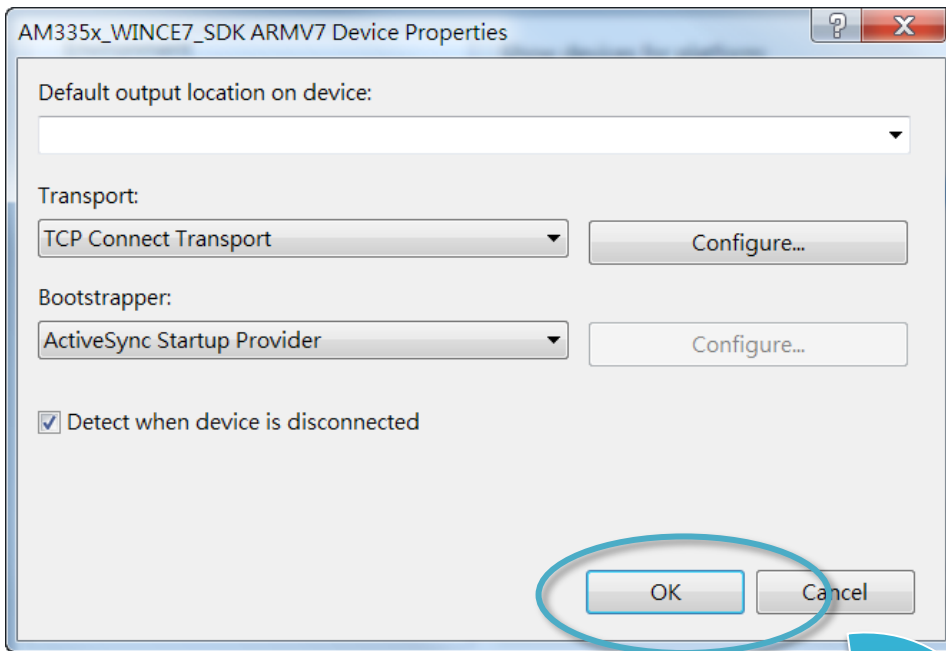 AM335x_WINCE7_SDK ARMV7 Device Properties
Default output location on device:
Transport:
TCP Connect Transport
Configure...
Bootstrapper:
ActiveSync Startup Provider
Configure...
Detect when device is disconnected
OK
Cancel